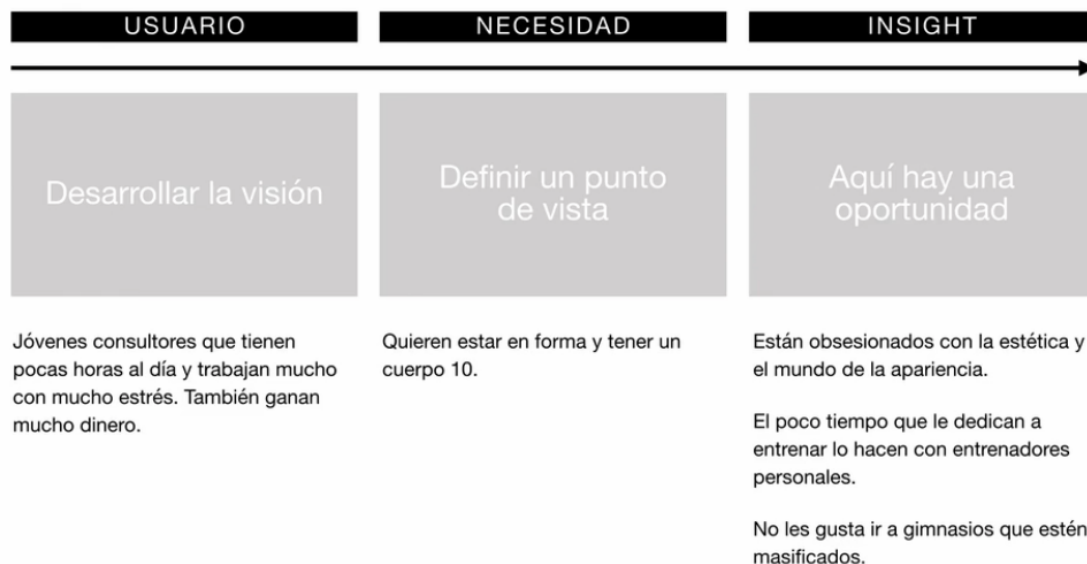 USUARIO
NECESIDAD
INSIGHT
Desarrollar la visión
Definir un punto
de vista
Aquí hay una
oportunidad
Jóvenes consultores que tienen
pocas horas al día y trabajan mucho
con mucho estrés. También ganan
mucho dinero.
Quieren estar en forma y tener un
cuerpo 10.
Están obsesionados con la estética y
el mundo de la apariencia.
El poco tiempo que le dedican a
entrenar lo hacen con entrenadores
personales.
No les gusta ir a gimnasios que estén
masificados.